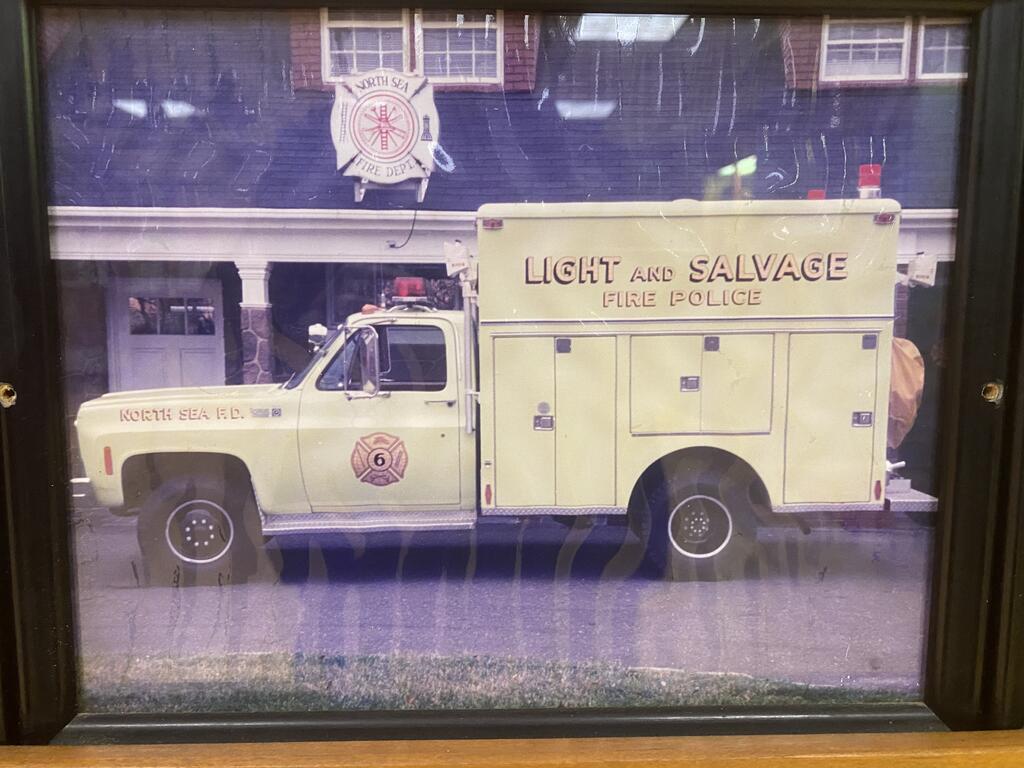 NORTH SEA
FIRE DEPT.
LIGHT AND SALVAGE
FIRE POLICE
NORTH SEA F.D.
6